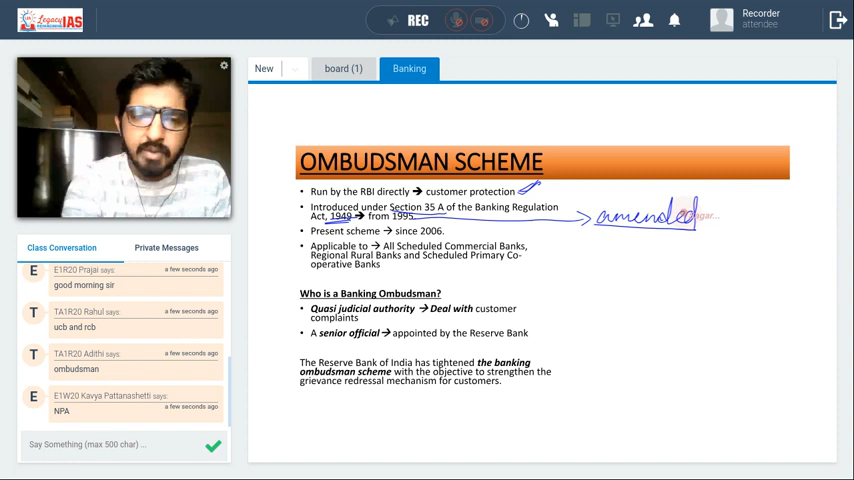 Legacy IAS
REC
Recorder
attendee
New
board (1)
Banking
OMBUDSMAN SCHEME
• Run by the RBI directly → customer protection
• Introduced under Section 35 A of the Banking Regulation
Act, 1949 → from 1995.
amended
• Present scheme → since 2006.
• Applicable to → All Scheduled Commercial Banks,
Regional Rural Banks and Scheduled Primary Co-
operative Banks
Who is a Banking Ombudsman?
• Quasi judicial authority → Deal with customer
complaints
• A senior official → appointed by the Reserve Bank
The Reserve Bank of India has tightened the banking
ombudsman scheme with the objective to strengthen the
grievance redressal mechanism for customers.
Class Conversation
Private Messages
E
E1R20 Prajai says:
a few seconds ago
good morning sir
T
TA1R20 Rahul says:
a few seconds ago
ucb and rcb
T
TA1R20 Adithi says:
a few seconds ago
ombudsman
E
E1W20 Kavya Pattanashetti says:
a few seconds ago
NPA
Say Something (max 500 char) ...